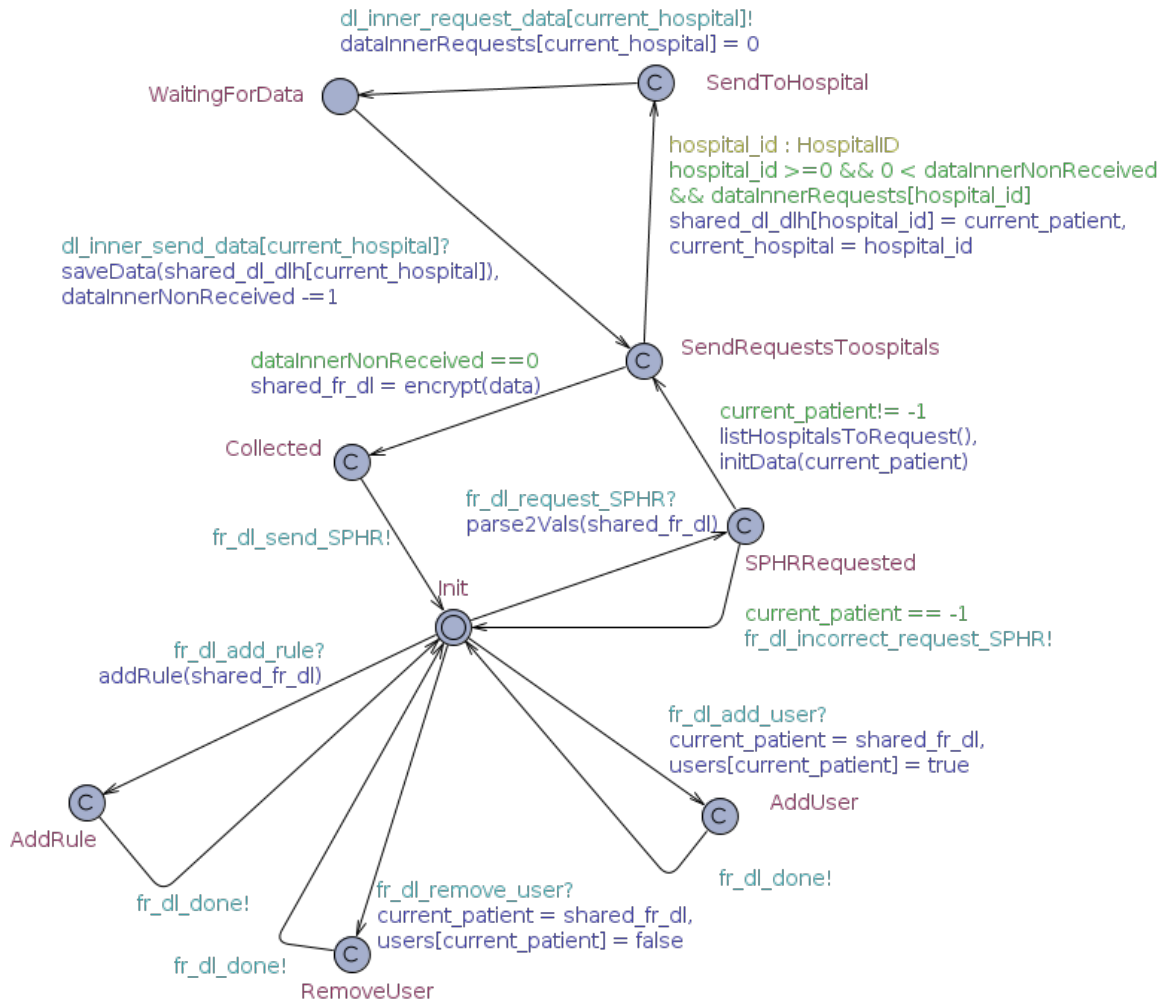 dl_inner_request_data[current_hospital]!
dataInnerRequests[current_hospital] = 0
WaitingForData
C
SendToHospital
hospital_id : HospitalID
hospital_id >=0 && 0 < dataInnerNonReceived
&& dataInnerRequests[hospital_id]
shared_dl_dlh[hospital_id] = current_patient,
current_hospital = hospital_id
dl_inner_send_data[current_hospital]?
saveData(shared_dl_dlh[current_hospital]),
dataInnerNonReceived -=1
C
SendRequestsToospitals
dataInnerNonReceived ==0
shared_fr_dl = encrypt(data)
current_patient!= -1
listHospitalsToRequest(),
initData(current_patient)
Collected
C
fr_dl_request_SPHR?
parse2Vals(shared_fr_dl)
C
SPHRRequested
fr_dl_send_SPHR!
Init
current_patient == -1
fr_dl_incorrect_request_SPHR!
fr_dl_add_rule?
addRule(shared_fr_dl)
fr_dl_add_user?
current_patient = shared_fr_dl,
users[current_patient] = true
C
AddRule
C
AddUser
fr_dl_done!
fr_dl_done!
fr_dl_remove_user?
current_patient = shared_fr_dl,
users[current_patient] = false
C
fr_dl_done!
RemoveUser